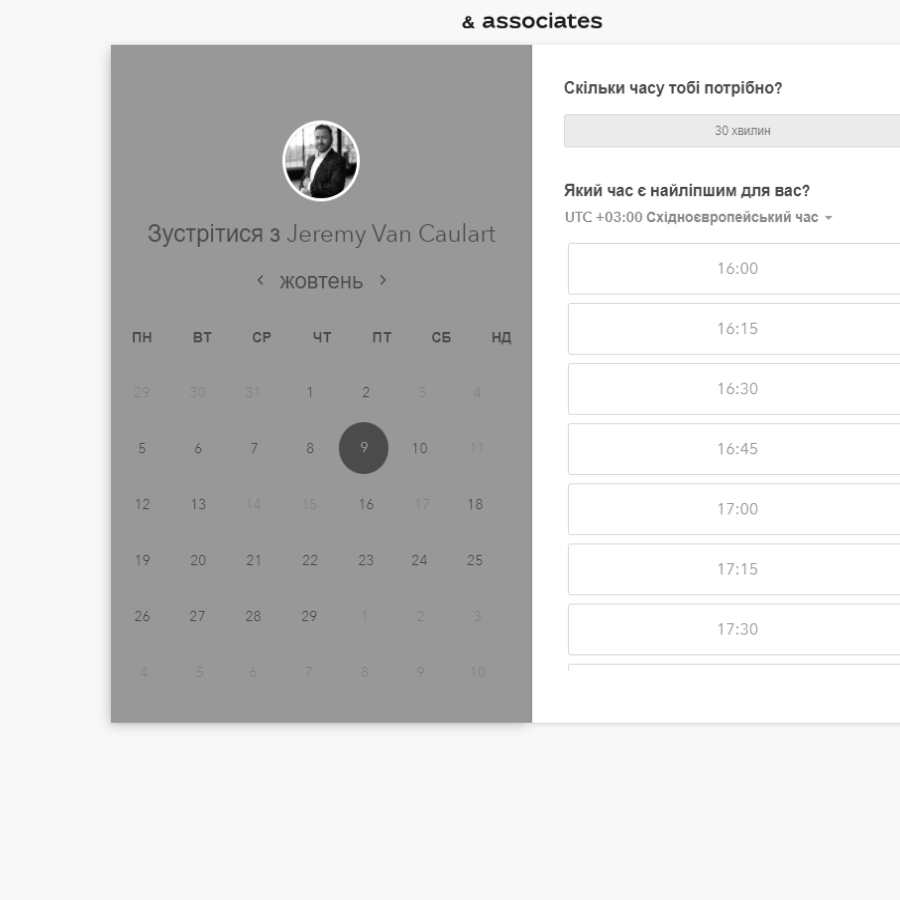 & associates
Зустрітися з Jeremy Van Caulart
жовтень
ПН ВТ СР ЧТ ПТ СБ НД
29 30 31 1 2 3 4
5 6 7 8 9 10 11
12 13 14 15 16 17 18
19 20 21 22 23 24 25
26 27 28 29 1 2 3
4 5 6 7 8 9 10
Скільки часу тобі потрібно?
30 хвилин
Який час є найліпшим для вас?
UTC +03:00 Східноєвропейський час
16:00
16:15
16:30
16:45
17:00
17:15
17:30